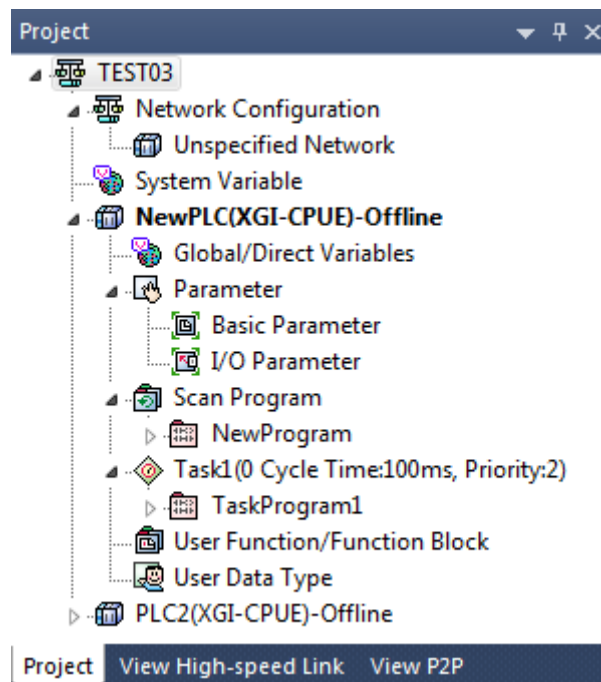 Project
TEST03
Network Configuration
Unspecified Network
System Variable
NewPLC(XGI-CPUE)-Offline
Global/Direct Variables
Parameter
Basic Parameter
I/O Parameter
Scan Program
NewProgram
Task1(0 Cycle Time:100ms, Priority:2)
TaskProgram1
User Function/Function Block
User Data Type
PLC2(XGI-CPUE)-Offline
Project View High-speed Link View P2P